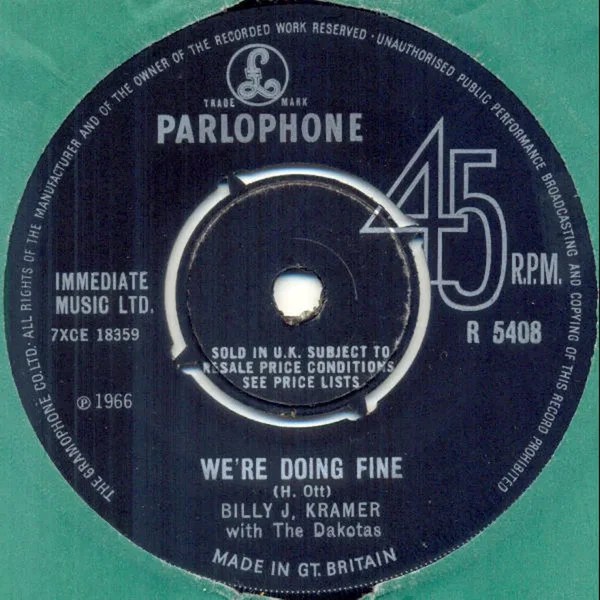 THE GRAMOPHONE CO. LTD. · ALL RIGHTS OF THE MANUFACTURER AND OF THE OWNER OF THE RECORDED WORK RESERVED · UNAUTHORISED PUBLIC PERFORMANCE BROADCASTING AND COPYING OF THIS RECORD PROHIBITED
£
TRADE MARK
PARLOPHONE
45
R.P.M.
IMMEDIATE
MUSIC LTD.
7XCE 18359
R 5408
SOLD IN U.K. SUBJECT TO
RESALE PRICE CONDITIONS
SEE PRICE LISTS
℗ 1966
WE'RE DOING FINE
(H. Ott)
BILLY J. KRAMER
with The Dakotas
MADE IN GT. BRITAIN